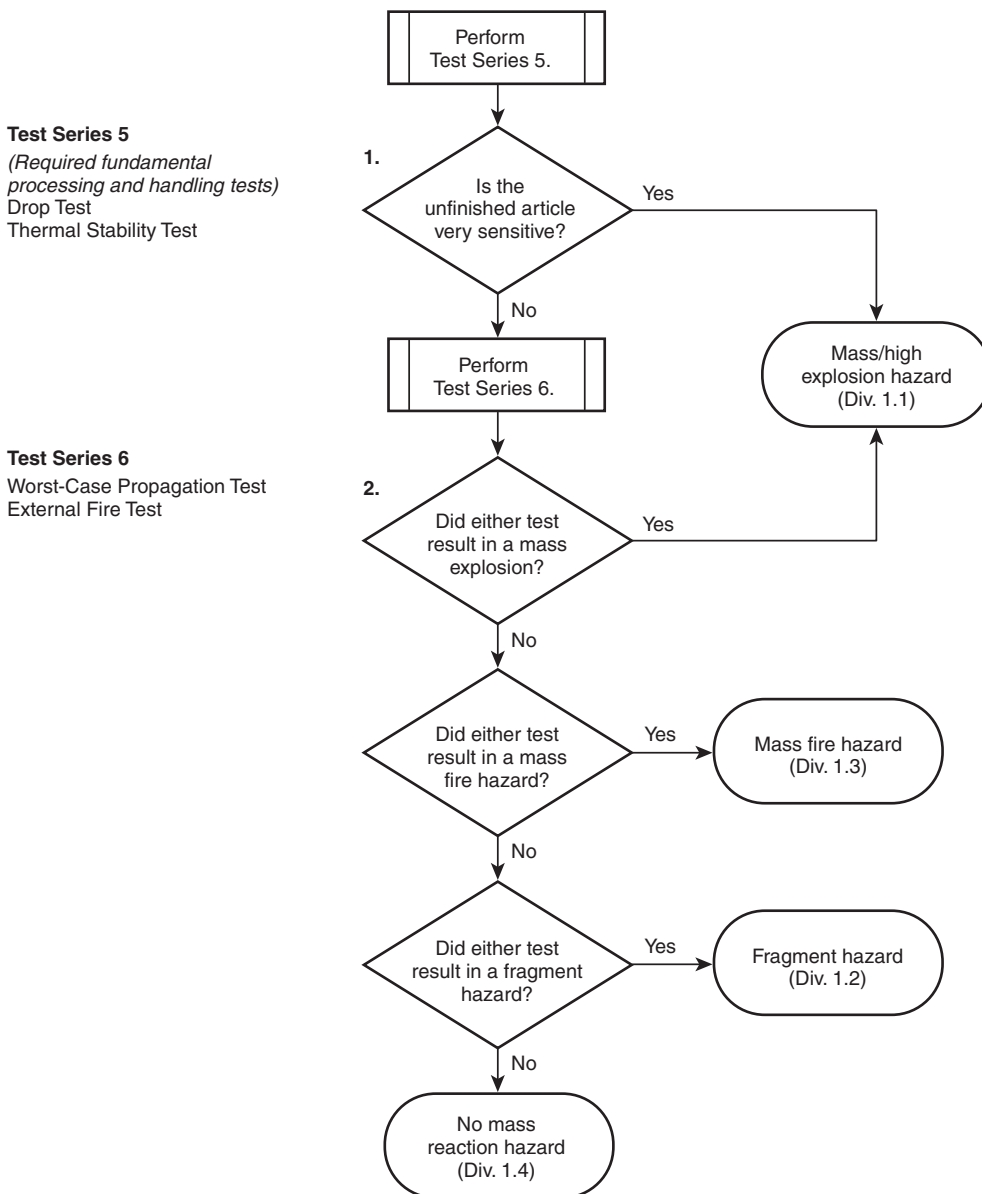 Perform
Test Series 5.
Test Series 5
(Required fundamental
processing and handling tests)
Drop Test
Thermal Stability Test
1.
Is the
unfinished article
very sensitive?
Yes
No
Mass/high
explosion hazard
(Div. 1.1)
Perform
Test Series 6.
Test Series 6
Worst-Case Propagation Test
External Fire Test
2.
Did either test
result in a mass
explosion?
Yes
No
Did either test
result in a mass
fire hazard?
Yes
Mass fire hazard
(Div. 1.3)
No
Did either test
result in a fragment
hazard?
Yes
Fragment hazard
(Div. 1.2)
No
No mass
reaction hazard
(Div. 1.4)